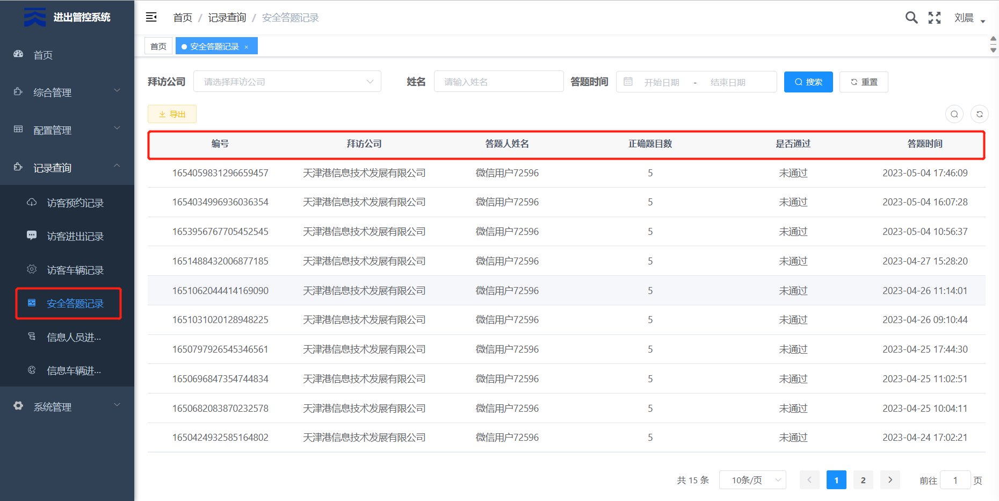 进出管控系统
首页 / 记录查询 / 安全答题记录
刘晨
首页
安全答题记录 ×
首页
综合管理
配置管理
记录查询
访客预约记录
访客进出记录
访客车辆记录
安全答题记录
信息人员进...
信息车辆进...
系统管理
拜访公司 请选择拜访公司 姓名 请输入姓名 答题时间 开始日期 - 结束日期 搜索 重置
导出
编号 拜访公司 答题人姓名 正确题目数 是否通过 答题时间
1654059831296659457 天津港信息技术发展有限公司 微信用户72596 5 未通过 2023-05-04 17:46:09
1654034996936036354 天津港信息技术发展有限公司 微信用户72596 5 未通过 2023-05-04 16:07:28
1653956767705452545 天津港信息技术发展有限公司 微信用户72596 5 未通过 2023-05-04 10:56:37
1651488432006877185 天津港信息技术发展有限公司 微信用户72596 5 未通过 2023-04-27 15:28:20
1651062044414169090 天津港信息技术发展有限公司 微信用户72596 5 未通过 2023-04-26 11:14:01
1651031020128948225 天津港信息技术发展有限公司 微信用户72596 5 未通过 2023-04-26 09:10:44
1650797926545346561 天津港信息技术发展有限公司 微信用户72596 5 未通过 2023-04-25 17:44:30
1650696847354744834 天津港信息技术发展有限公司 微信用户72596 5 未通过 2023-04-25 11:02:51
1650682083870232578 天津港信息技术发展有限公司 微信用户72596 5 未通过 2023-04-25 10:04:11
1650424932585164802 天津港信息技术发展有限公司 微信用户72596 5 未通过 2023-04-24 17:02:21
共 15 条 10条/页 < 1 2 > 前往 1 页